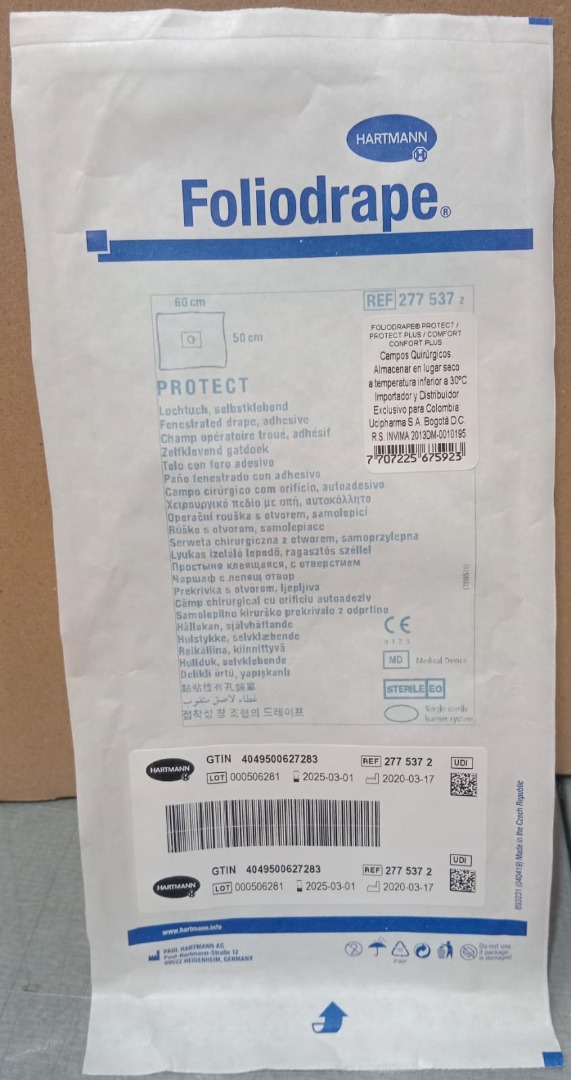 HARTMANN
Foliodrape®
60 cm
50 cm
REF 277 537 2
PROTECT
FOLIODRAPE® PROTECT /
PROTECT PLUS / COMFORT
CONFORT PLUS
Campos Quirúrgicos
Almacenar en lugar seco
a temperatura inferior a 30°C
Importador y Distribuidor
Exclusivo para Colombia:
Ucipharma S.A. Bogotá D.C.
R.S. INVIMA 2013DM-0010195
7 707225 675923
Lochtuch, selbstklebend
Fenestrated drape, adhesive
Champ opératoire troué, adhésif
Zelfklevend gatdoek
Telo con foro adesivo
Paño fenestrado con adhesivo
Campo cirúrgico com orifício, autoadesivo
Χειρουργικό πεδίο με οπή, αυτοκόλλητο
Operační rouška s otvorem, samolepicí
Rúško s otvorom, samolepiace
Serweta chirurgiczna z otworem, samoprzylepna
Lyukas izoláló lepedő, ragasztós széllel
Простыня клеящаяся, с отверстием
Чаршаф с лепящ отвор
Prekrivka s otvorom, ljepljiva
Câmp chirurgical cu orificiu autoadeziv
Samolepilno kirurško prekrivalo z odprtino
Hållakan, självhäftande
Hulstykke, selvklæbende
Reikäliina, kiinnittyvä
Hullduk, selvklebende
Delikli örtü, yapışkanlı
黏貼性有孔鋪單
غطاء لاصق مثقوب
접착성 창 조형의 드레이프
CE
0123
MD Medical Device
STERILE EO
Single sterile
barrier system
HARTMANN
GTIN 4049500627283
REF 277 537 2
UDI
LOT 000506281
2025-03-01
2020-03-17
HARTMANN
GTIN 4049500627283
REF 277 537 2
UDI
LOT 000506281
2025-03-01
2020-03-17
(040419) Made in the Czech Republic
www.hartmann.info
PAUL HARTMANN AG
Paul-Hartmann-Straße 12
89522 HEIDENHEIM, GERMANY
PAP
Do not use
if package
is damaged